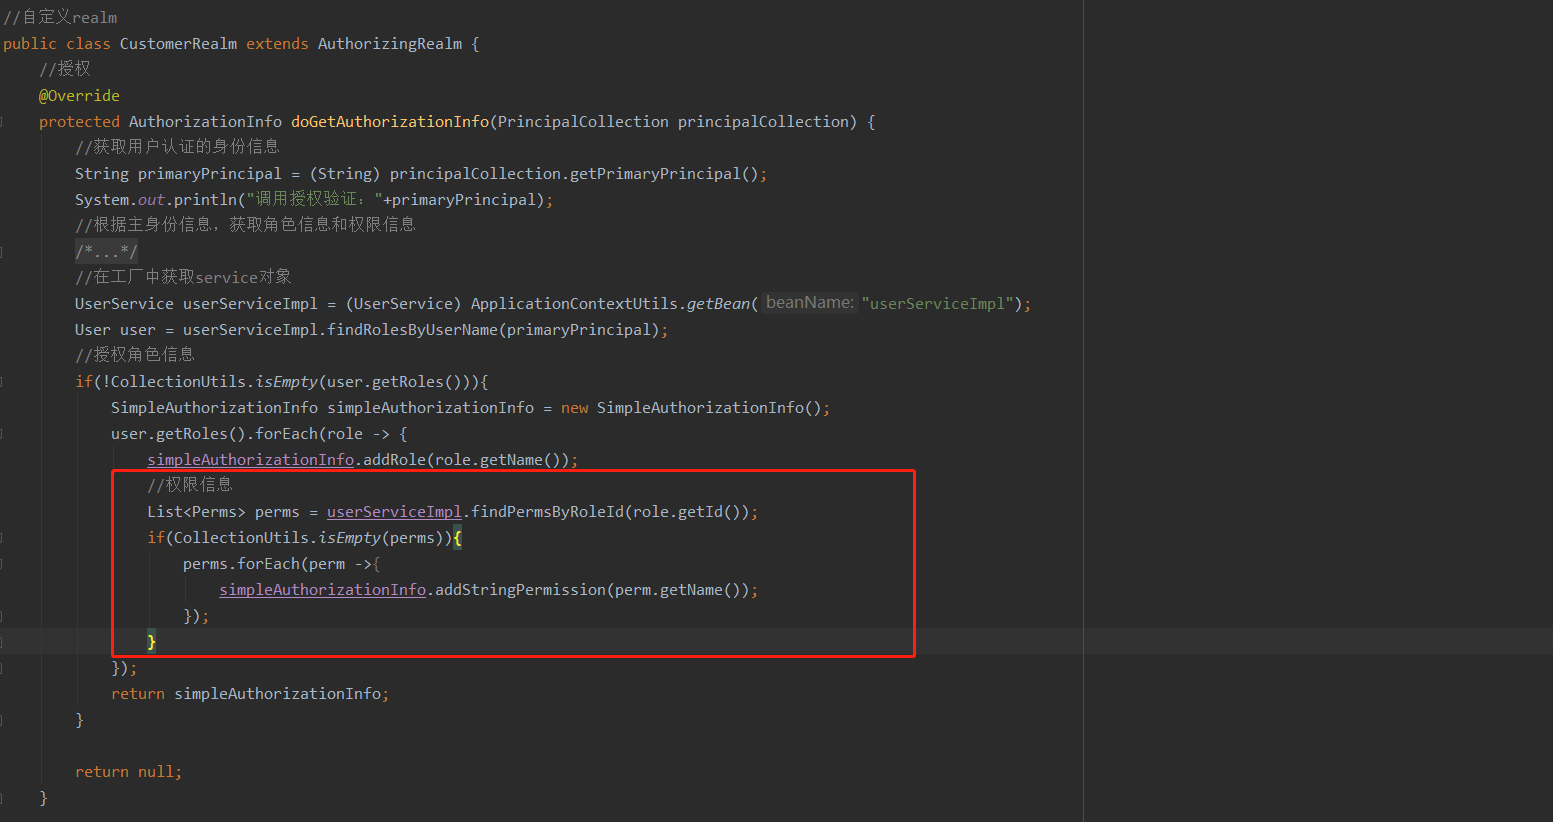 //自定义realm
public class CustomerRealm extends AuthorizingRealm {
    //授权
    @Override
    protected AuthorizationInfo doGetAuthorizationInfo(PrincipalCollection principalCollection) {
        //获取用户认证的身份信息
        String primaryPrincipal = (String) principalCollection.getPrimaryPrincipal();
        System.out.println("调用授权验证: "+primaryPrincipal);
        //根据主身份信息，获取角色信息和权限信息
        /*...*/
        //在工厂中获取service对象
        UserService userServiceImpl = (UserService) ApplicationContextUtils.getBean( beanName: "userServiceImpl");
        User user = userServiceImpl.findRolesByUserName(primaryPrincipal);
        //授权角色信息
        if(!CollectionUtils.isEmpty(user.getRoles())){
            SimpleAuthorizationInfo simpleAuthorizationInfo = new SimpleAuthorizationInfo();
            user.getRoles().forEach(role -> {
                simpleAuthorizationInfo.addRole(role.getName());
                //权限信息
                List<Perms> perms = userServiceImpl.findPermsByRoleId(role.getId());
                if(CollectionUtils.isEmpty(perms)){
                    perms.forEach(perm ->{
                        simpleAuthorizationInfo.addStringPermission(perm.getName());
                    });
                }
            });
            return simpleAuthorizationInfo;
        }
        return null;
    }